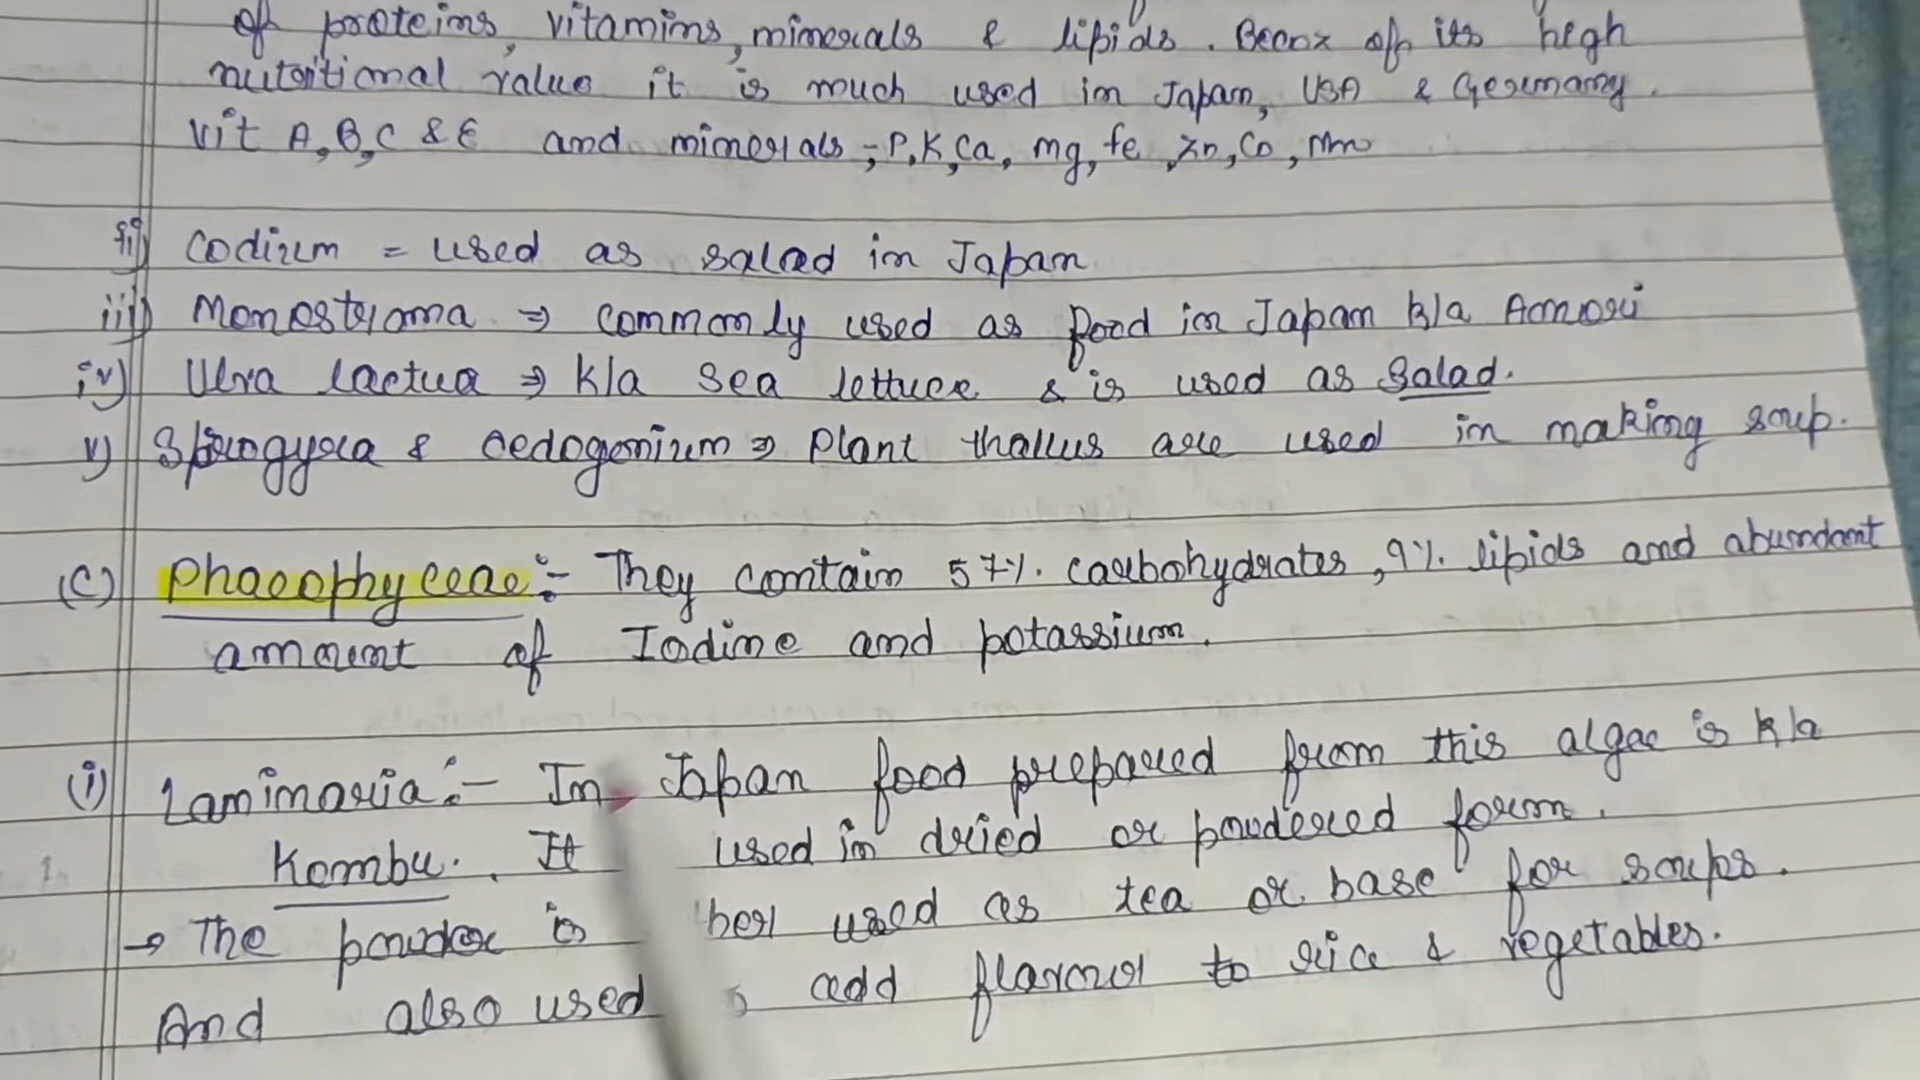 of proteins, vitamins, minerals & lipids. Becoz of its high
nutritional value it is much used in Japan, USA & Germany.
vit A, B, C & E and minerals :- P, K, Ca, mg, fe, Zn, Co, Mn
ii) Codium = used as salad in Japan
iii) Monostroma => commonly used as food in Japan k/a Aonori
iv) Ulva lactua => k/a sea lettuce & is used as salad.
v) Spirogyra & oedogonium => Plant thallus are used in making soup.
(C) Phaeophyceae :- They contain 57% carbohydrates, 9% lipids and abundant
amount of Iodine and potassium.
(i) Laminaria :- In Japan food prepared from this algae is k/a
Kombu. It used in dried or powdered form.
→ The powder is used as tea or base for soups.
And also used add flavour to rice & vegetables.